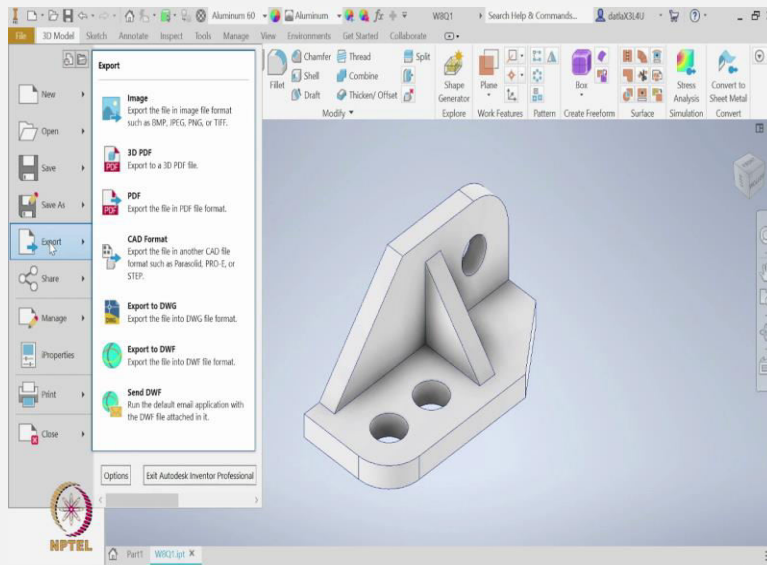 Aluminum 60
Aluminum
W8Q1
Search Help & Commands...
datlaX3L4U
File
3D Model
Sketch
Annotate
Inspect
Tools
Manage
View
Environments
Get Started
Collaborate
New
Open
Save
Save As
Export
Share
Manage
iProperties
Print
Close
Export
Image
Export the file in image file format
such as BMP, JPEG, PNG, or TIFF.
3D PDF
Export to a 3D PDF file.
PDF
Export the file in PDF file format.
CAD Format
Export the file in another CAD file
format such as Parasolid, PRO-E, or
STEP.
Export to DWG
Export the file into DWG file format.
Export to DWF
Export the file into DWF file format.
Send DWF
Run the default email application with
the DWF file attached in it.
Options
Exit Autodesk Inventor Professional
Fillet
Chamfer
Thread
Split
Shell
Combine
Draft
Thicken/ Offset
Modify
Shape
Generator
Explore
Plane
Work Features
Pattern
Box
Create Freeform
Surface
Stress
Analysis
Simulation
Convert to
Sheet Metal
Convert
PDF
PDF
DWG
NPTEL
Part1
W8Q1.ipt